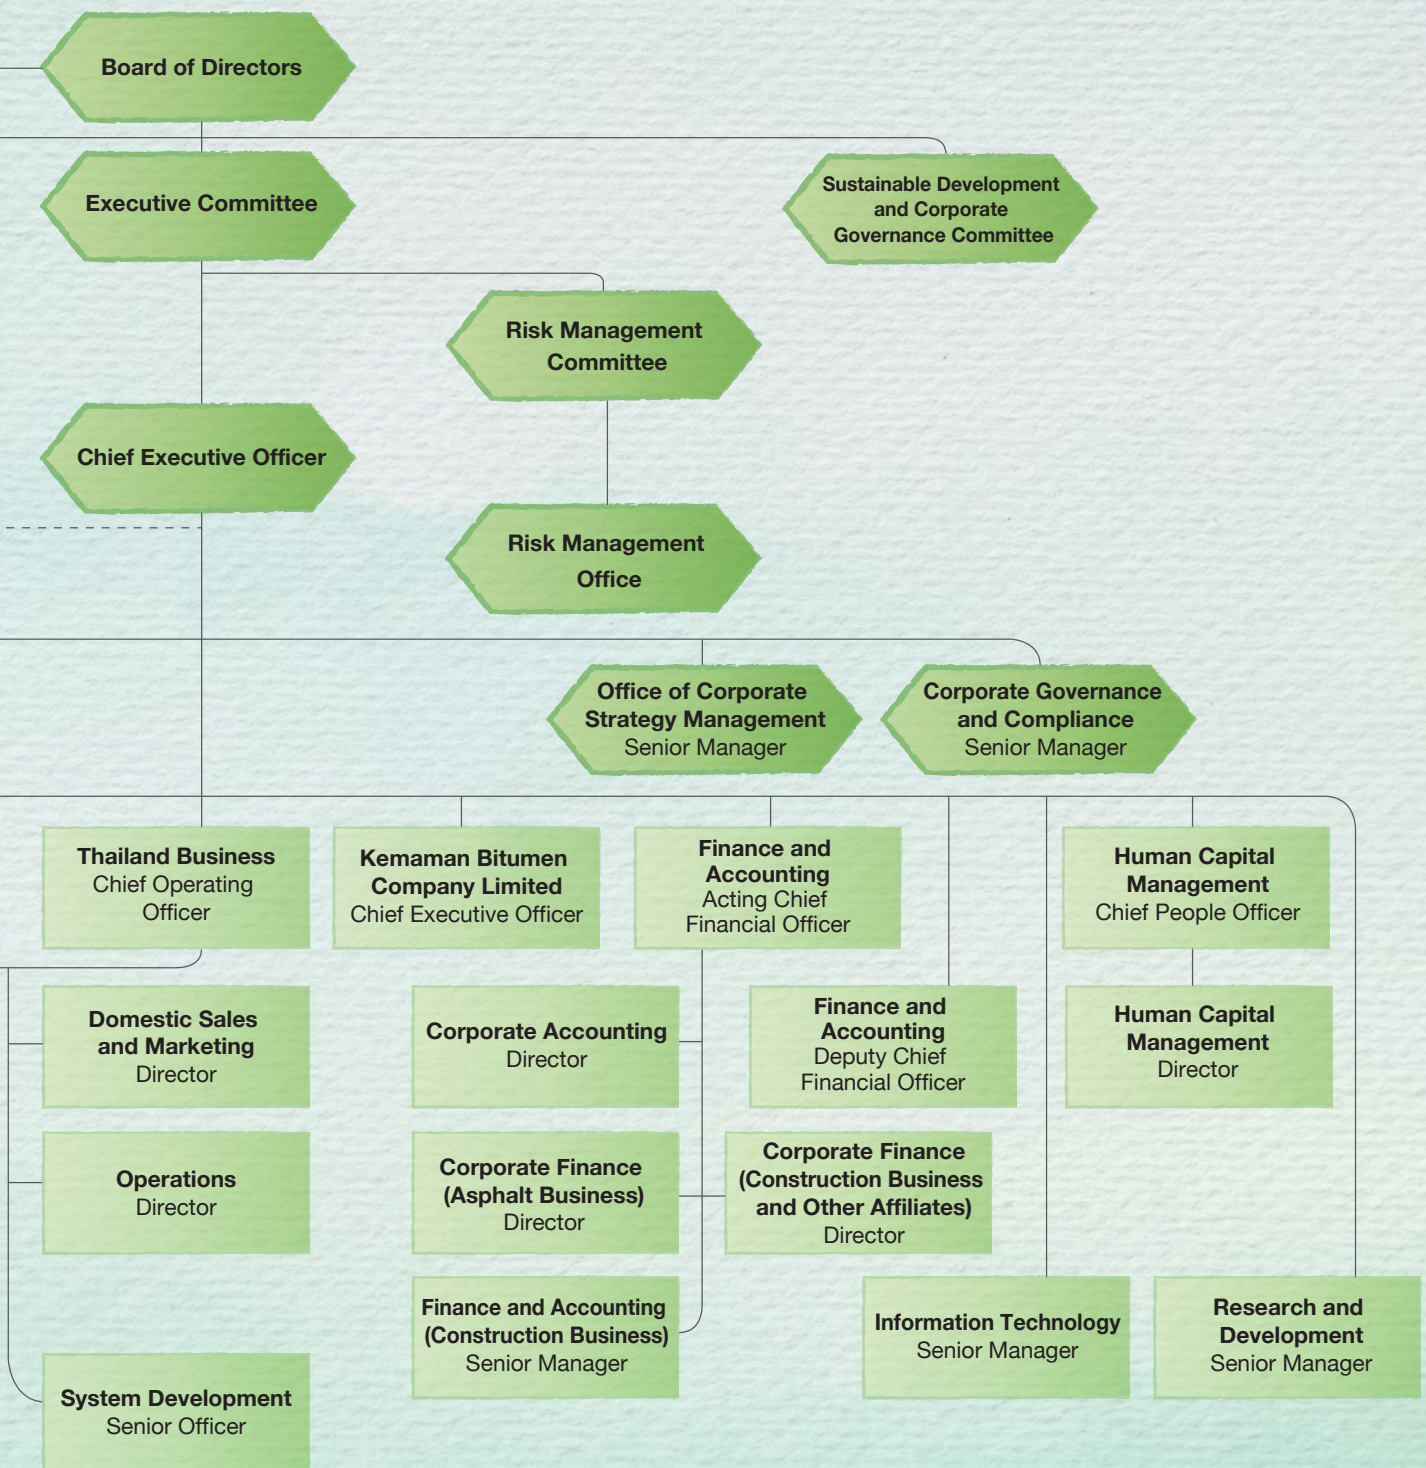 Board of Directors
Executive Committee
Sustainable Development
and Corporate
Governance Committee
Risk Management
Committee
Chief Executive Officer
Risk Management
Office
Office of Corporate
Strategy Management
Senior Manager
Corporate Governance
and Compliance
Senior Manager
Thailand Business
Chief Operating
Officer
Kemaman Bitumen
Company Limited
Chief Executive Officer
Finance and
Accounting
Acting Chief
Financial Officer
Human Capital
Management
Chief People Officer
Domestic Sales
and Marketing
Director
Corporate Accounting
Director
Finance and
Accounting
Deputy Chief
Financial Officer
Human Capital
Management
Director
Operations
Director
Corporate Finance
(Asphalt Business)
Director
Corporate Finance
(Construction Business
and Other Affiliates)
Director
Finance and Accounting
(Construction Business)
Senior Manager
Information Technology
Senior Manager
Research and
Development
Senior Manager
System Development
Senior Officer